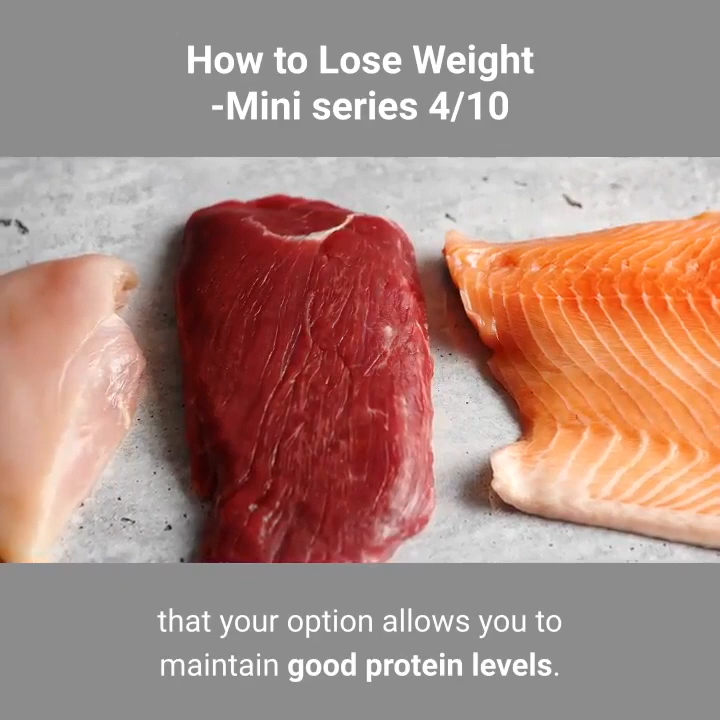 How to Lose Weight
-Mini series 4/10
that your option allows you to
maintain good protein levels.